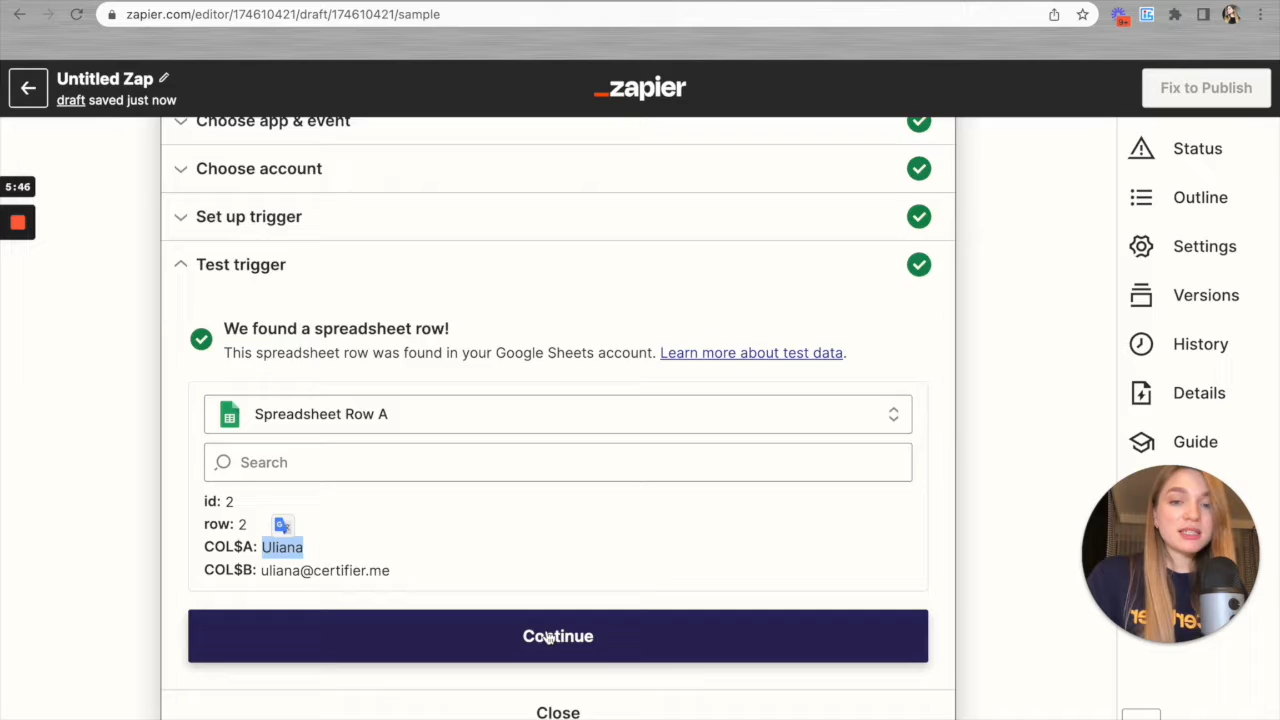 zapier.com/editor/174610421/draft/174610421/sample
9+
Untitled Zap
draft saved just now
zapier
Fix to Publish
Choose app & event
Choose account
Set up trigger
Test trigger
We found a spreadsheet row!
This spreadsheet row was found in your Google Sheets account. Learn more about test data.
Spreadsheet Row A
Search
id: 2
row: 2
COL$A: Uliana
COL$B: uliana@certifier.me
Continue
Close
5:46
Status
Outline
Settings
Versions
History
Details
Guide